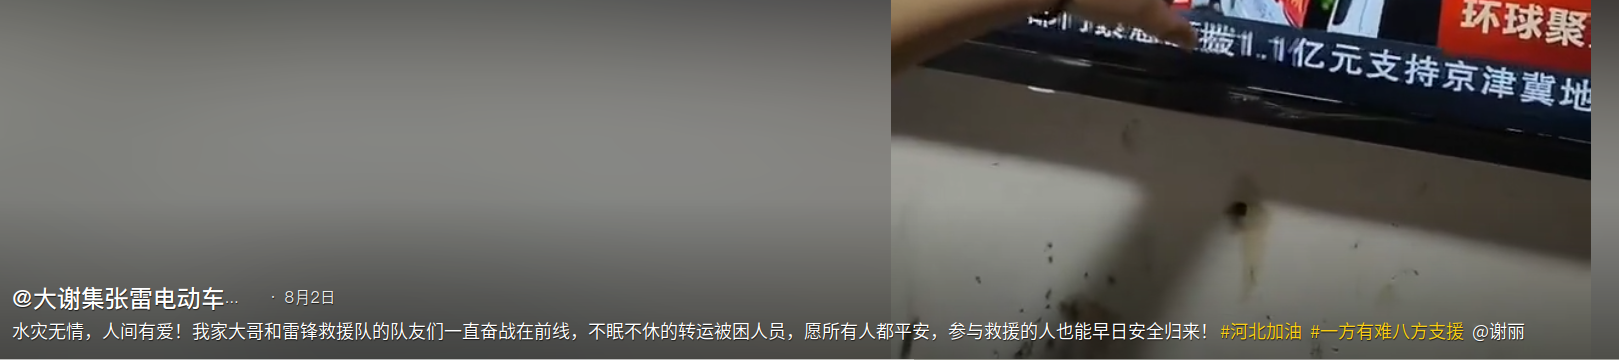 环球聚
拨1.1亿元支持京津冀地
@大谢集张雷电动车... · 8月2日
水灾无情，人间有爱！我家大哥和雷锋救援队的队友们一直奋战在前线，不眠不休的转运被困人员，愿所有人都平安，参与救援的人也能早日安全归来！#河北加油 #一方有难八方支援 @谢丽